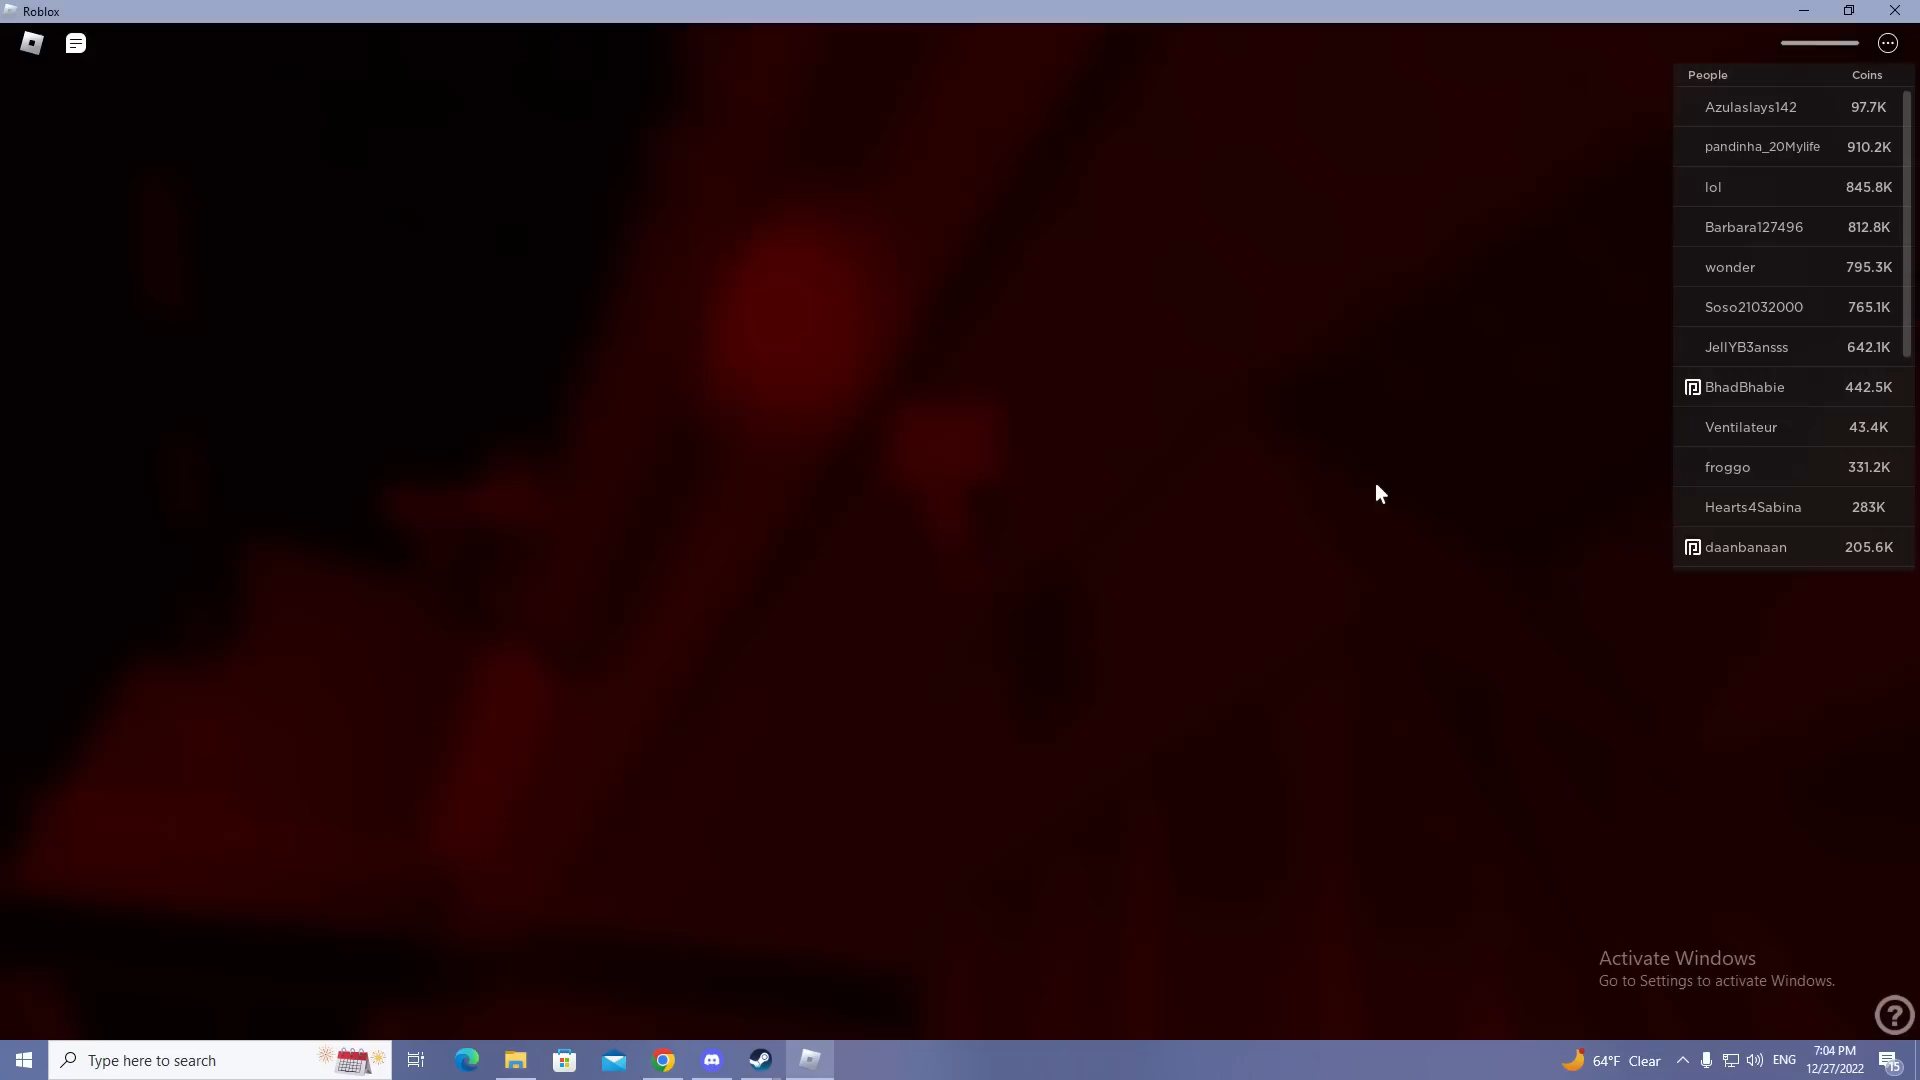 Roblox
People Coins
Azulaslays142 97.7K
pandinha_20Mylife 910.2K
lol 845.8K
Barbara127496 812.8K
wonder 795.3K
Soso21032000 765.1K
JellYB3ansss 642.1K
BhadBhabie 442.5K
Ventilateur 43.4K
froggo 331.2K
Hearts4Sabina 283K
daanbanaan 205.6K
Activate Windows
Go to Settings to activate Windows.
?
Type here to search
64°F Clear
ENG
7:04 PM
12/27/2022
15